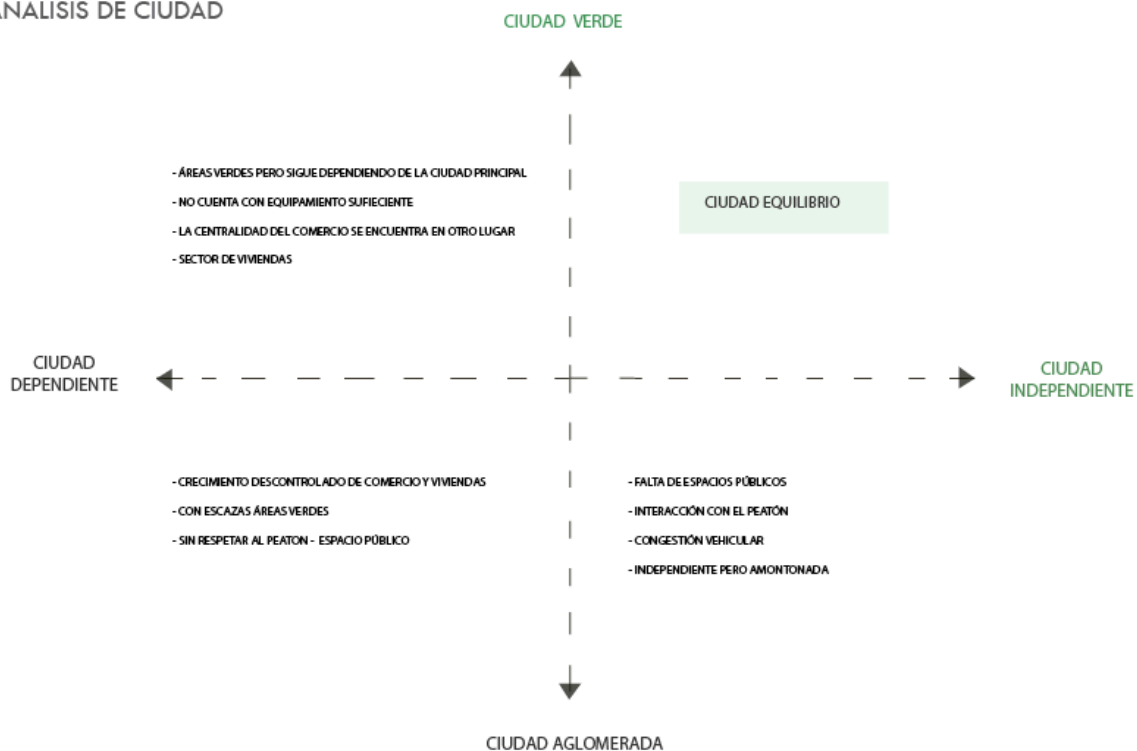 ANALISIS DE CIUDAD
CIUDAD VERDE
- ÁREAS VERDES PERO SIGUE DEPENDIENDO DE LA CIUDAD PRINCIPAL
- NO CUENTA CON EQUIPAMIENTO SUFIECIENTE
- LA CENTRALIDAD DEL COMERCIO SE ENCUENTRA EN OTRO LUGAR
- SECTOR DE VIVIENDAS
CIUDAD EQUILIBRIO
CIUDAD
DEPENDIENTE
CIUDAD
INDEPENDIENTE
- CRECIMIENTO DESCONTROLADO DE COMERCIO Y VIVIENDAS
- CON ESCAZAS ÁREAS VERDES
- SIN RESPETAR AL PEATON - ESPACIO PÚBLICO
- FALTA DE ESPACIOS PÚBLICOS
- INTERACCIÓN CON EL PEATÓN
- CONGESTIÓN VEHICULAR
- INDEPENDIENTE PERO AMONTONADA
CIUDAD AGLOMERADA